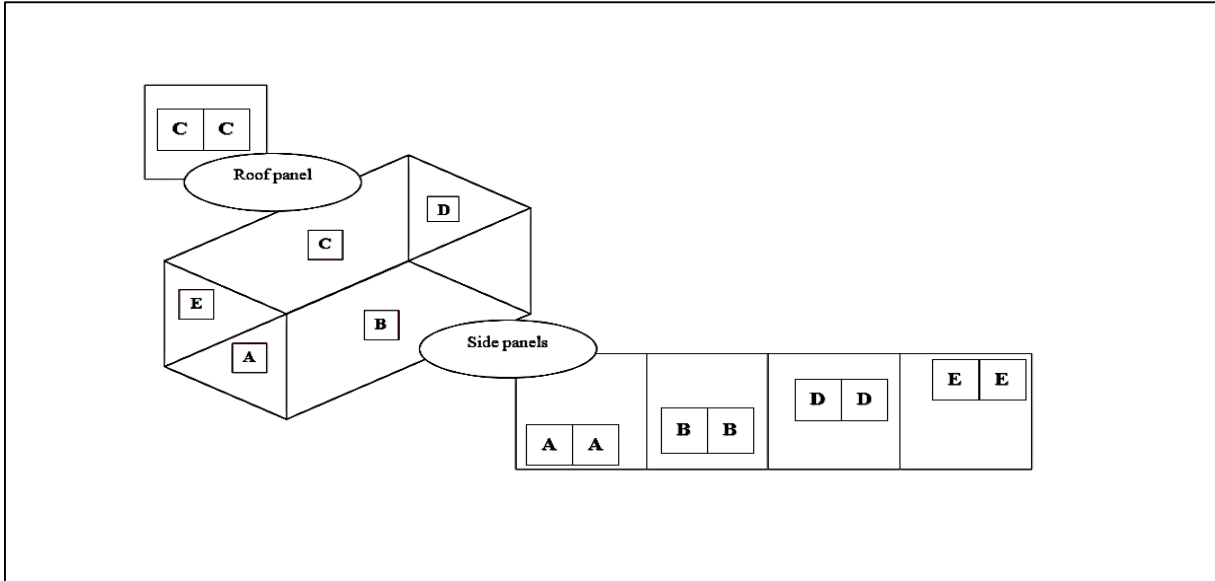 C C
Roof panel
D
C
E
B
A
Side panels
E E
D D
B B
A A